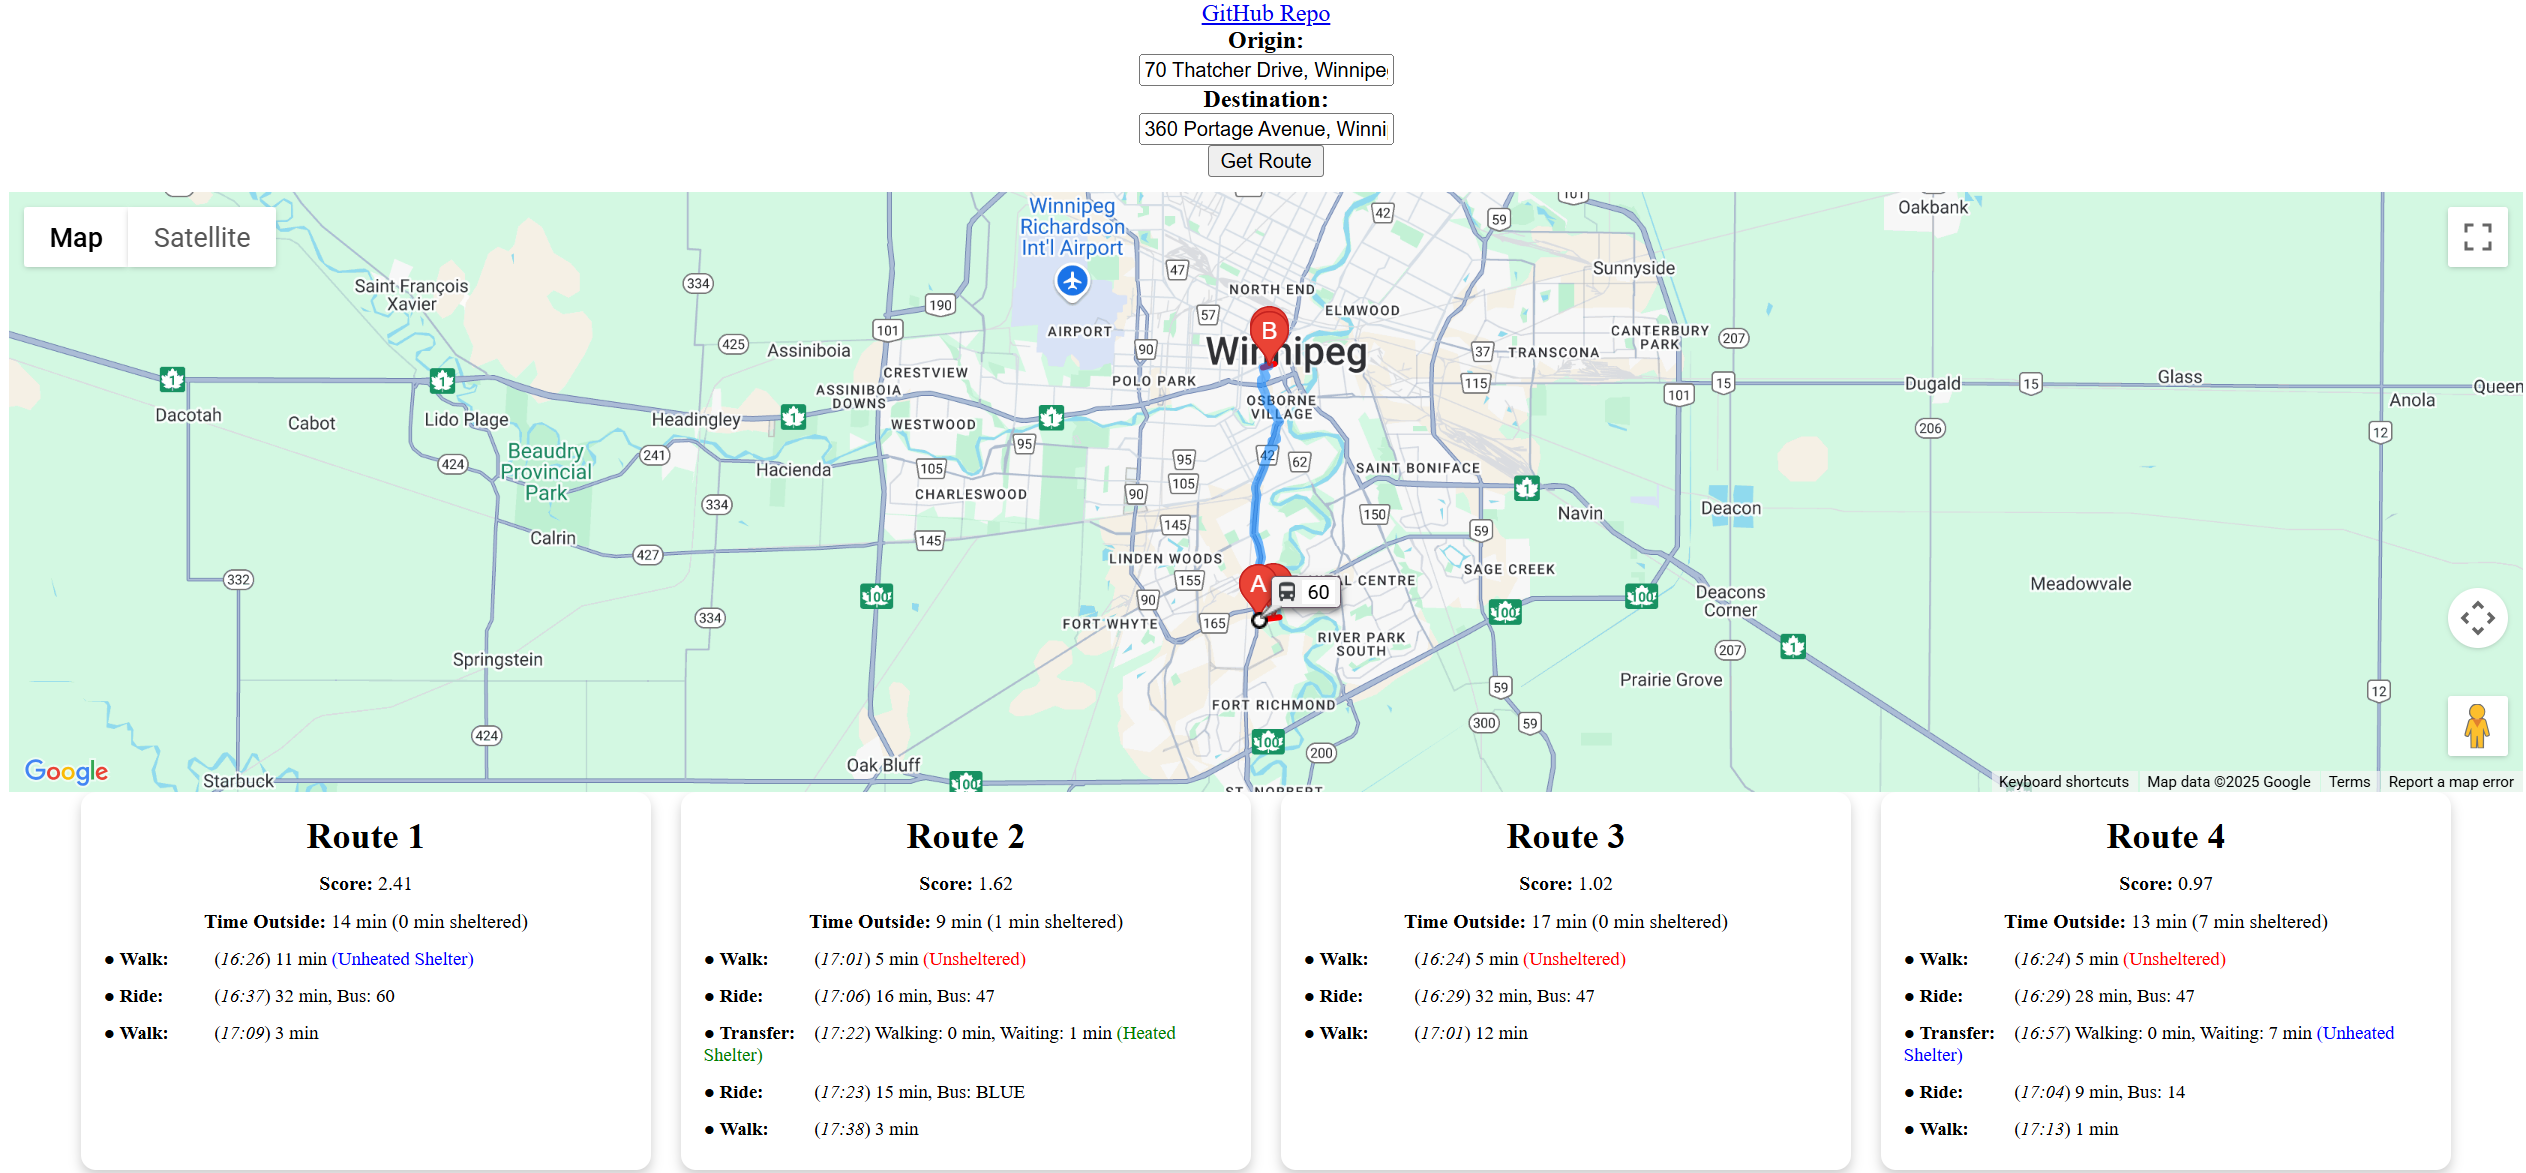 GitHub Repo
Origin:
70 Thatcher Drive, Winnipe
Destination:
360 Portage Avenue, Winni
Get Route
Map
Satellite
Winnipeg
Richardson
Int'l Airport
42
59
101
Oakbank
Saint François
Xavier
334
190
47
NORTH END
Sunnyside
101
57
ELMWOOD
AIRPORT
B
CANTERBURY
PARK
207
425
Assiniboia
90
Winnipeg
37
TRANSCONA
CRESTVIEW
POLO PARK
115
15
Dugald
15
Glass
Queen
1
1
ASSINIBOIA
DOWNS
OSBORNE
VILLAGE
101
Anola
Dacotah
Cabot
Lido Plage
Headingley
1
WESTWOOD
1
206
12
Beaudry
Provincial
Park
424
241
Hacienda
95
105
95
105
42
62
SAINT BONIFACE
CHARLESWOOD
90
1
Navin
Deacon
334
145
150
Calrin
427
145
59
LINDEN WOODS
SAGE CREEK
332
100
155
A
60
AL CENTRE
Meadowvale
334
90
100
100
Deacons
Corner
FORT WHYTE
165
RIVER PARK
SOUTH
1
207
Springstein
59
Prairie Grove
12
FORT RICHMOND
300
59
424
100
200
Oak Bluff
Google
Starbuck
100
ST. NORBERT
Keyboard shortcuts
Map data ©2025 Google
Terms
Report a map error
Route 1
Score: 2.41
Time Outside: 14 min (0 min sheltered)
● Walk: (16:26) 11 min (Unheated Shelter)
● Ride: (16:37) 32 min, Bus: 60
● Walk: (17:09) 3 min
Route 2
Score: 1.62
Time Outside: 9 min (1 min sheltered)
● Walk: (17:01) 5 min (Unsheltered)
● Ride: (17:06) 16 min, Bus: 47
● Transfer: (17:22) Walking: 0 min, Waiting: 1 min (Heated
Shelter)
● Ride: (17:23) 15 min, Bus: BLUE
● Walk: (17:38) 3 min
Route 3
Score: 1.02
Time Outside: 17 min (0 min sheltered)
● Walk: (16:24) 5 min (Unsheltered)
● Ride: (16:29) 32 min, Bus: 47
● Walk: (17:01) 12 min
Route 4
Score: 0.97
Time Outside: 13 min (7 min sheltered)
● Walk: (16:24) 5 min (Unsheltered)
● Ride: (16:29) 28 min, Bus: 47
● Transfer: (16:57) Walking: 0 min, Waiting: 7 min (Unheated
Shelter)
● Ride: (17:04) 9 min, Bus: 14
● Walk: (17:13) 1 min